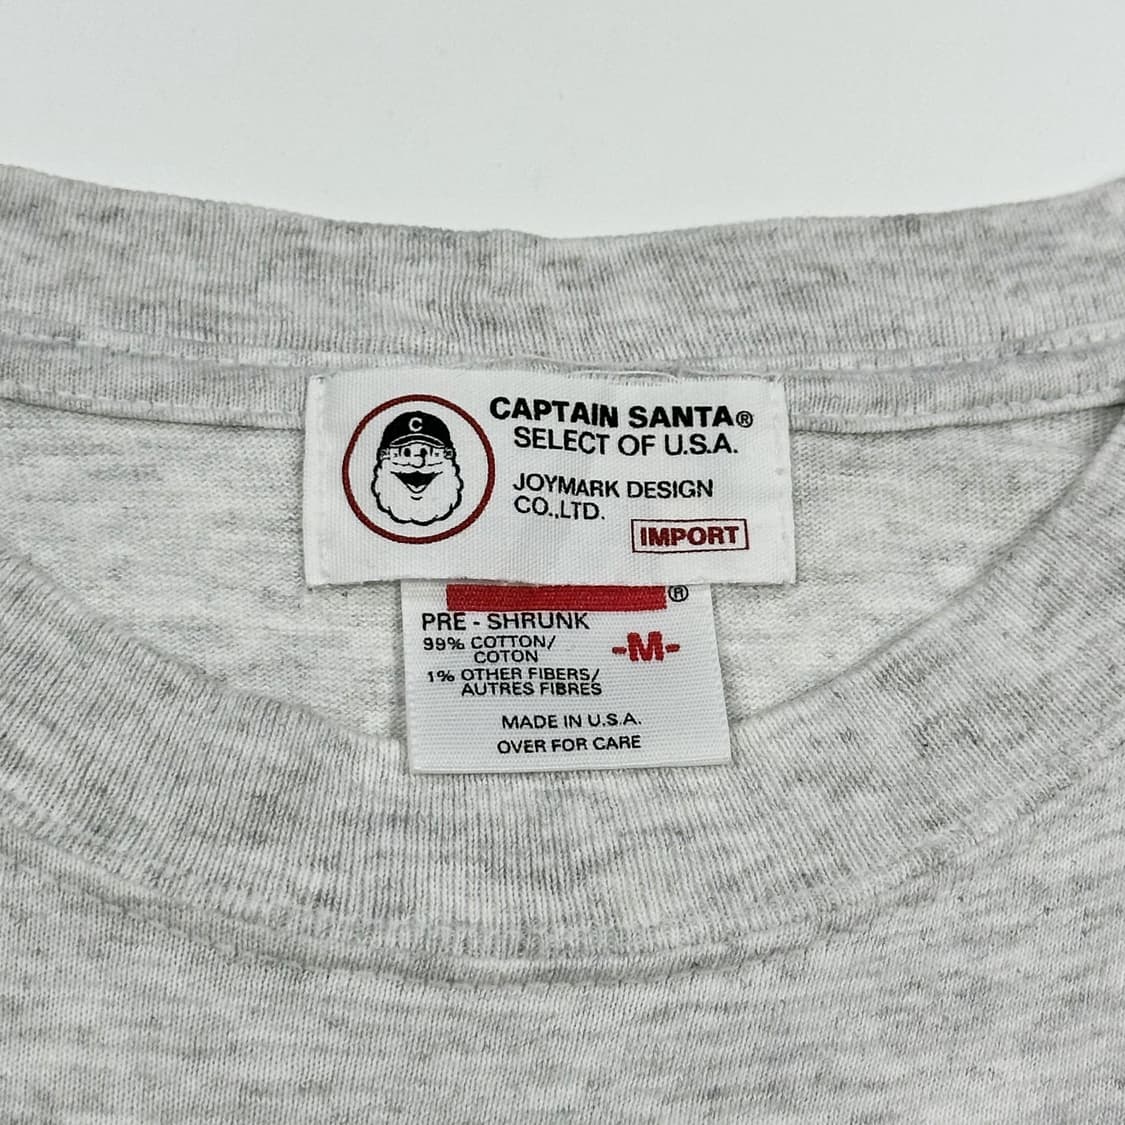 C
CAPTAIN SANTA®
SELECT OF U.S.A.
JOYMARK DESIGN
CO.,LTD.
IMPORT
®
PRE - SHRUNK
99% COTTON/
COTON
-M-
1% OTHER FIBERS/
AUTRES FIBRES
MADE IN U.S.A.
OVER FOR CARE